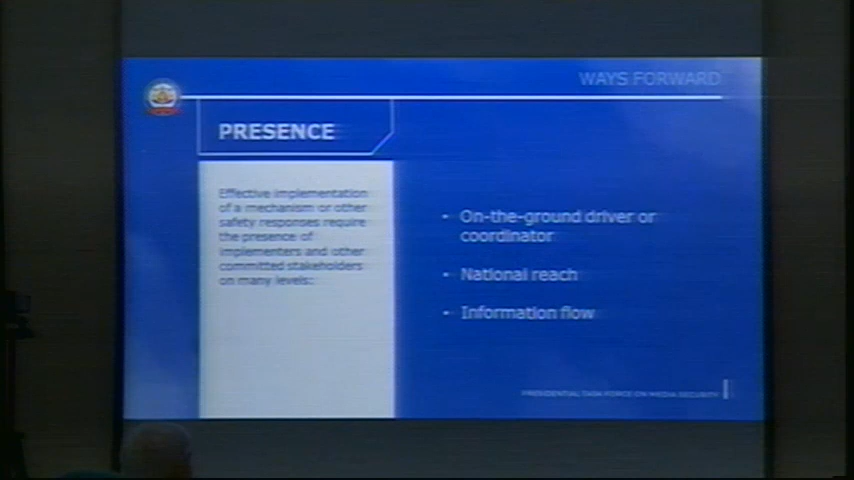 WAYS FORWARD
PRESENCE
Effective implementation
of a mechanism or other
safety responses require
the presence of
implementers and other
committed stakeholders
on many levels:
• On-the-ground driver or
coordinator
• National reach
• Information flow
PRESIDENTIAL TASK FORCE ON MEDIA SECURITY